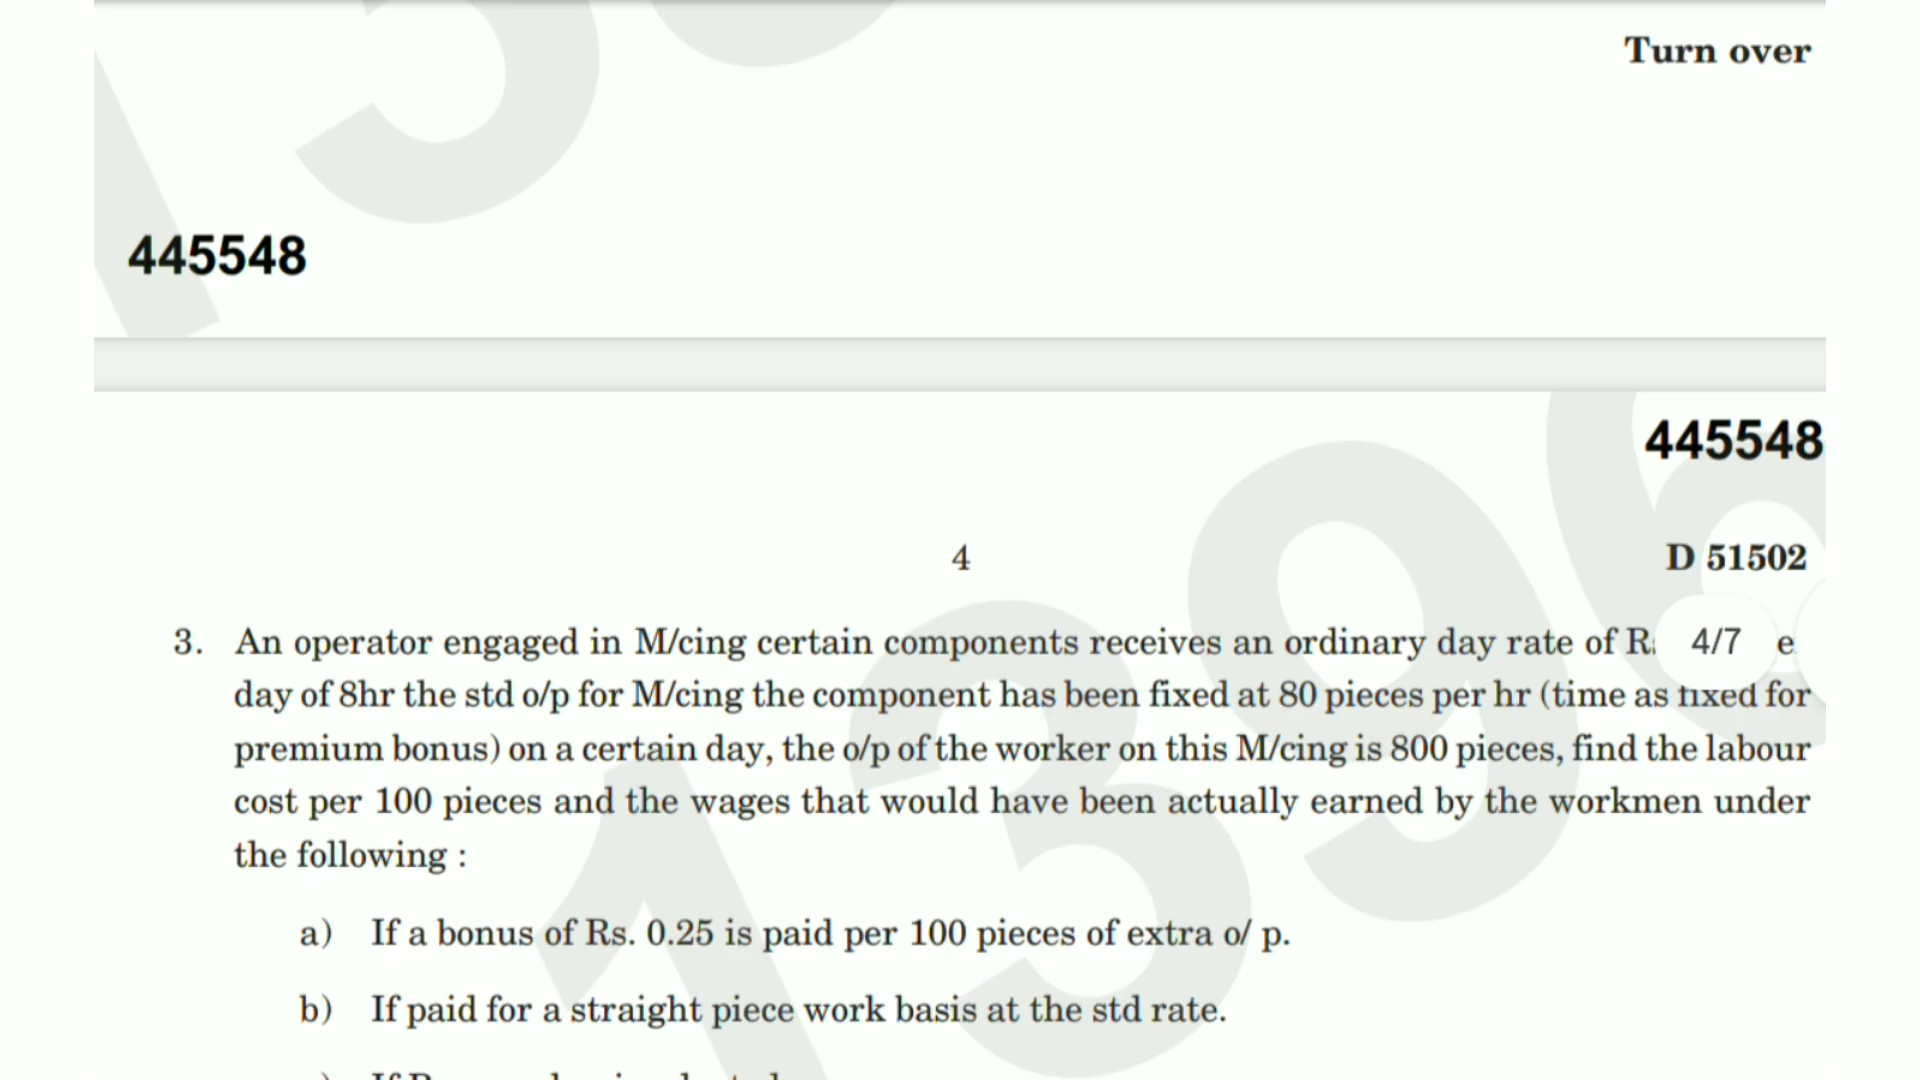 Turn over
445548
445548
4
D 51502
3. An operator engaged in M/cing certain components receives an ordinary day rate of 4/7
day of 8hr the std o/p for M/cing the component has been fixed at 80 pieces per hr (time as fixed for
premium bonus) on a certain day, the o/p of the worker on this M/cing is 800 pieces, find the labour
cost per 100 pieces and the wages that would have been actually earned by the workmen under
the following :
a) If a bonus of Rs. 0.25 is paid per 100 pieces of extra o/ p.
b) If paid for a straight piece work basis at the std rate.